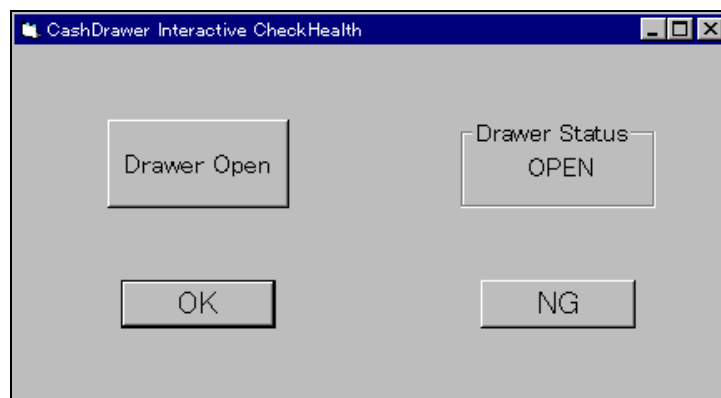 CashDrawer Interactive CheckHealth
Drawer Open
Drawer Status
OPEN
OK
NG